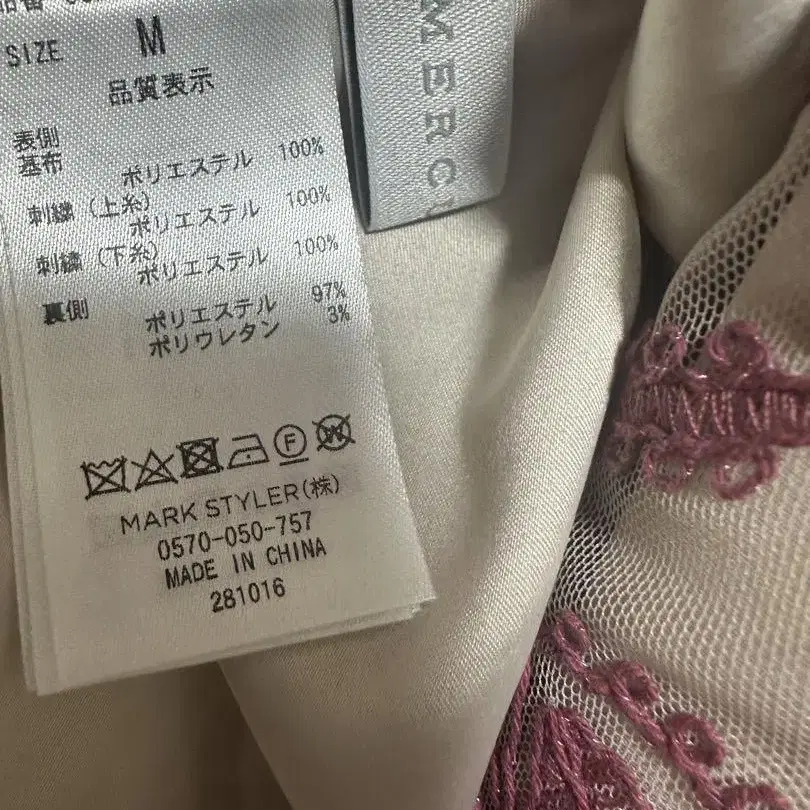 品番
SIZE M
品質表示
表側
基布 ポリエステル 100%
刺繍 (上糸) ポリエステル 100%
刺繍 (下糸) ポリエステル 100%
裏側 ポリエステル 97%
ポリウレタン 3%
F W
MARK STYLER(株)
0570-050-757
MADE IN CHINA
281016
MERC